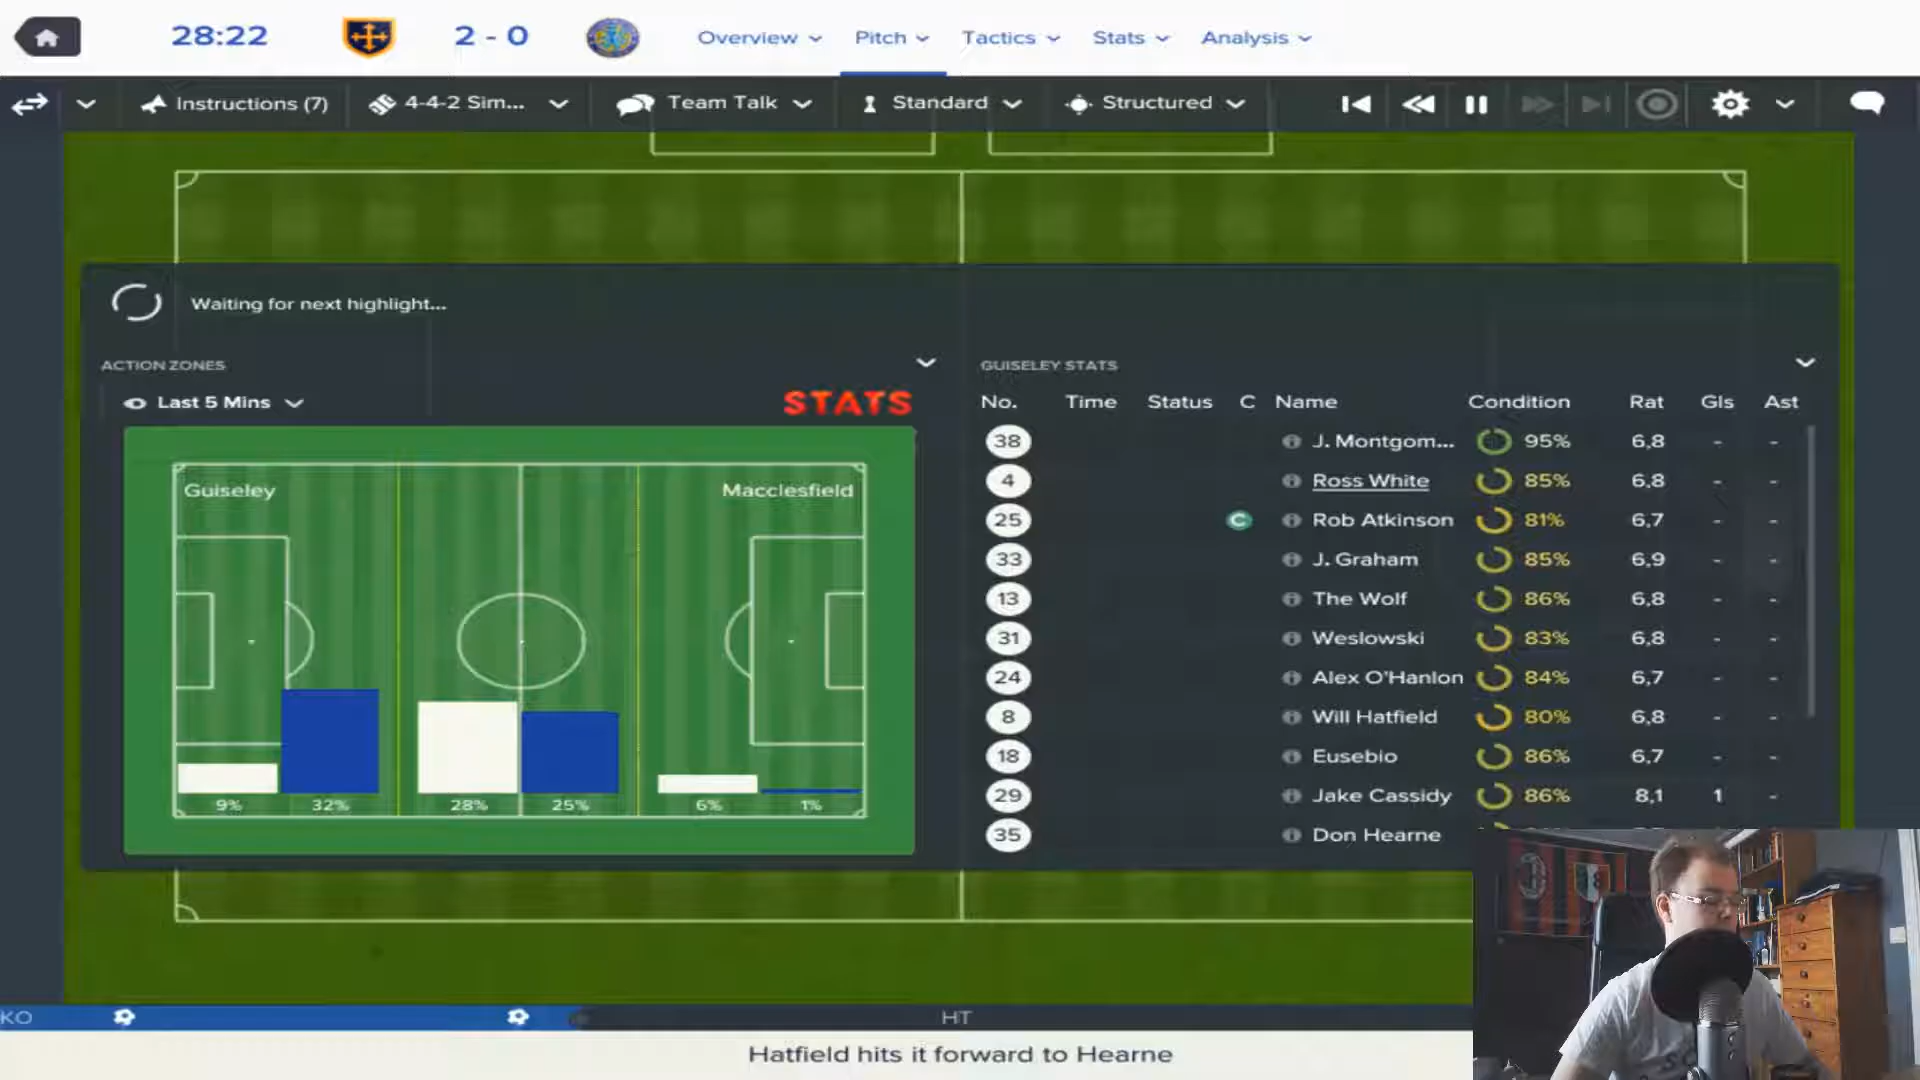 28:22 2 - 0 Overview Pitch Tactics Stats Analysis
Instructions (7) 4-4-2 Sim... Team Talk Standard Structured
Waiting for next highlight...
ACTION ZONES
Last 5 Mins STATS
Guiseley Macclesfield
9% 32% 28% 25% 6% 1%
GUISELEY STATS
No. Time Status C Name Condition Rat Gls Ast
38 J. Montgom... 95% 6,8 - -
4 Ross White 85% 6,8 - -
25 C Rob Atkinson 81% 6,7 - -
33 J. Graham 85% 6,9 - -
13 The Wolf 86% 6,8 - -
31 Weslowski 83% 6,8 - -
24 Alex O'Hanlon 84% 6,7 - -
8 Will Hatfield 80% 6,8 - -
18 Eusebio 86% 6,7 - -
29 Jake Cassidy 86% 8,1 1 -
35 Don Hearne
KO HT
Hatfield hits it forward to Hearne